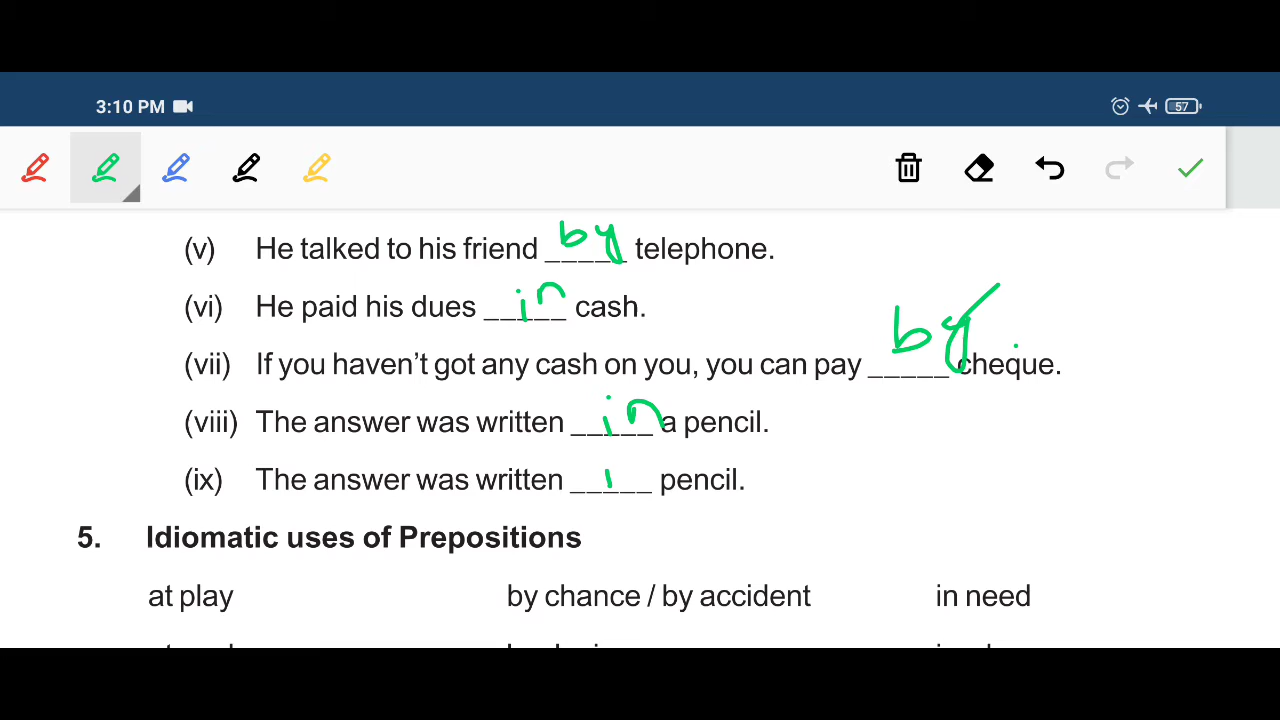 3:10 PM 57
(v) He talked to his friend by telephone.
(vi) He paid his dues in cash.
(vii) If you haven't got any cash on you, you can pay by cheque.
(viii) The answer was written in a pencil.
(ix) The answer was written _____ pencil.
5. Idiomatic uses of Prepositions
at play by chance / by accident in need